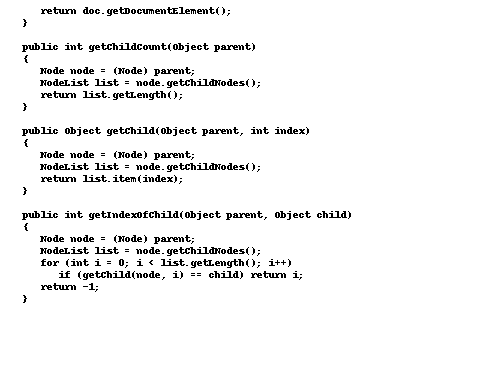 return doc.getDocumentElement();
}
public int getChildCount(Object parent)
{
Node node = (Node) parent;
NodeList list = node.getChildNodes();
return list.getLength();
}
public Object getChild(Object parent, int index)
{
Node node = (Node) parent;
NodeList list = node.getChildNodes();
return list.item(index);
}
public int getIndexOfChild(Object parent, Object child)
{
Node node = (Node) parent;
NodeList list = node.getChildNodes();
for (int i = 0; i < list.getLength(); i++)
if (getChild(node, i) == child) return i;
return -1;
}